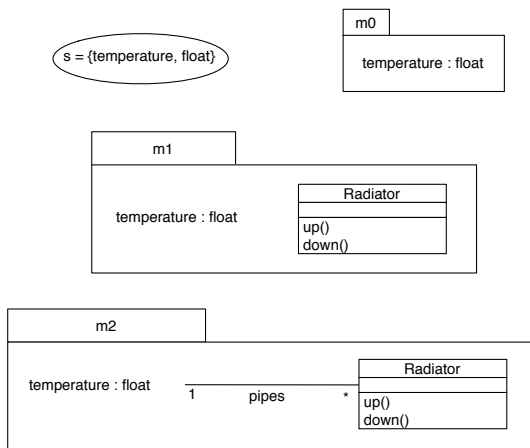 s = {temperature, float}
m0
temperature : float
m1
temperature : float
Radiator
up()
down()
m2
temperature : float
1 pipes *
Radiator
up()
down()